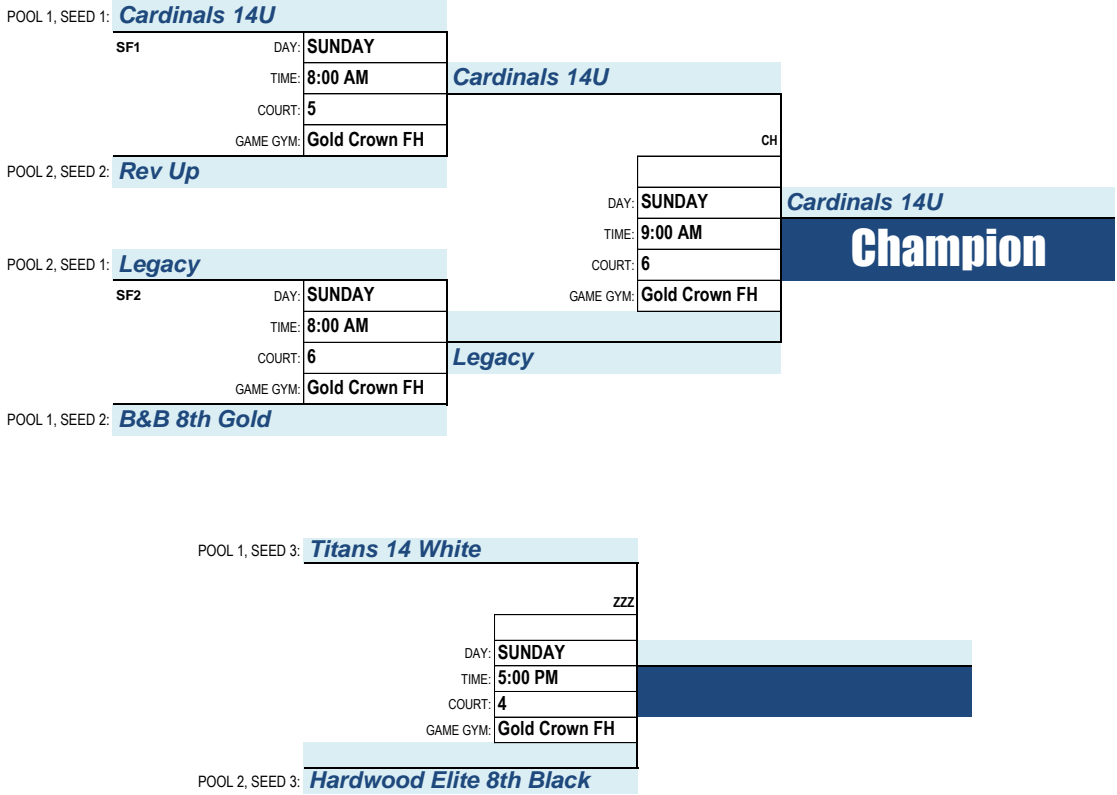 POOL 1, SEED 1: Cardinals 14U
SF1 DAY: SUNDAY
TIME: 8:00 AM Cardinals 14U
COURT: 5
GAME GYM: Gold Crown FH CH
POOL 2, SEED 2: Rev Up
DAY: SUNDAY Cardinals 14U
TIME: 9:00 AM Champion
POOL 2, SEED 1: Legacy COURT: 6
SF2 DAY: SUNDAY GAME GYM: Gold Crown FH
TIME: 8:00 AM
COURT: 6 Legacy
GAME GYM: Gold Crown FH
POOL 1, SEED 2: B&B 8th Gold
POOL 1, SEED 3: Titans 14 White
ZZZ
DAY: SUNDAY
TIME: 5:00 PM
COURT: 4
GAME GYM: Gold Crown FH
POOL 2, SEED 3: Hardwood Elite 8th Black